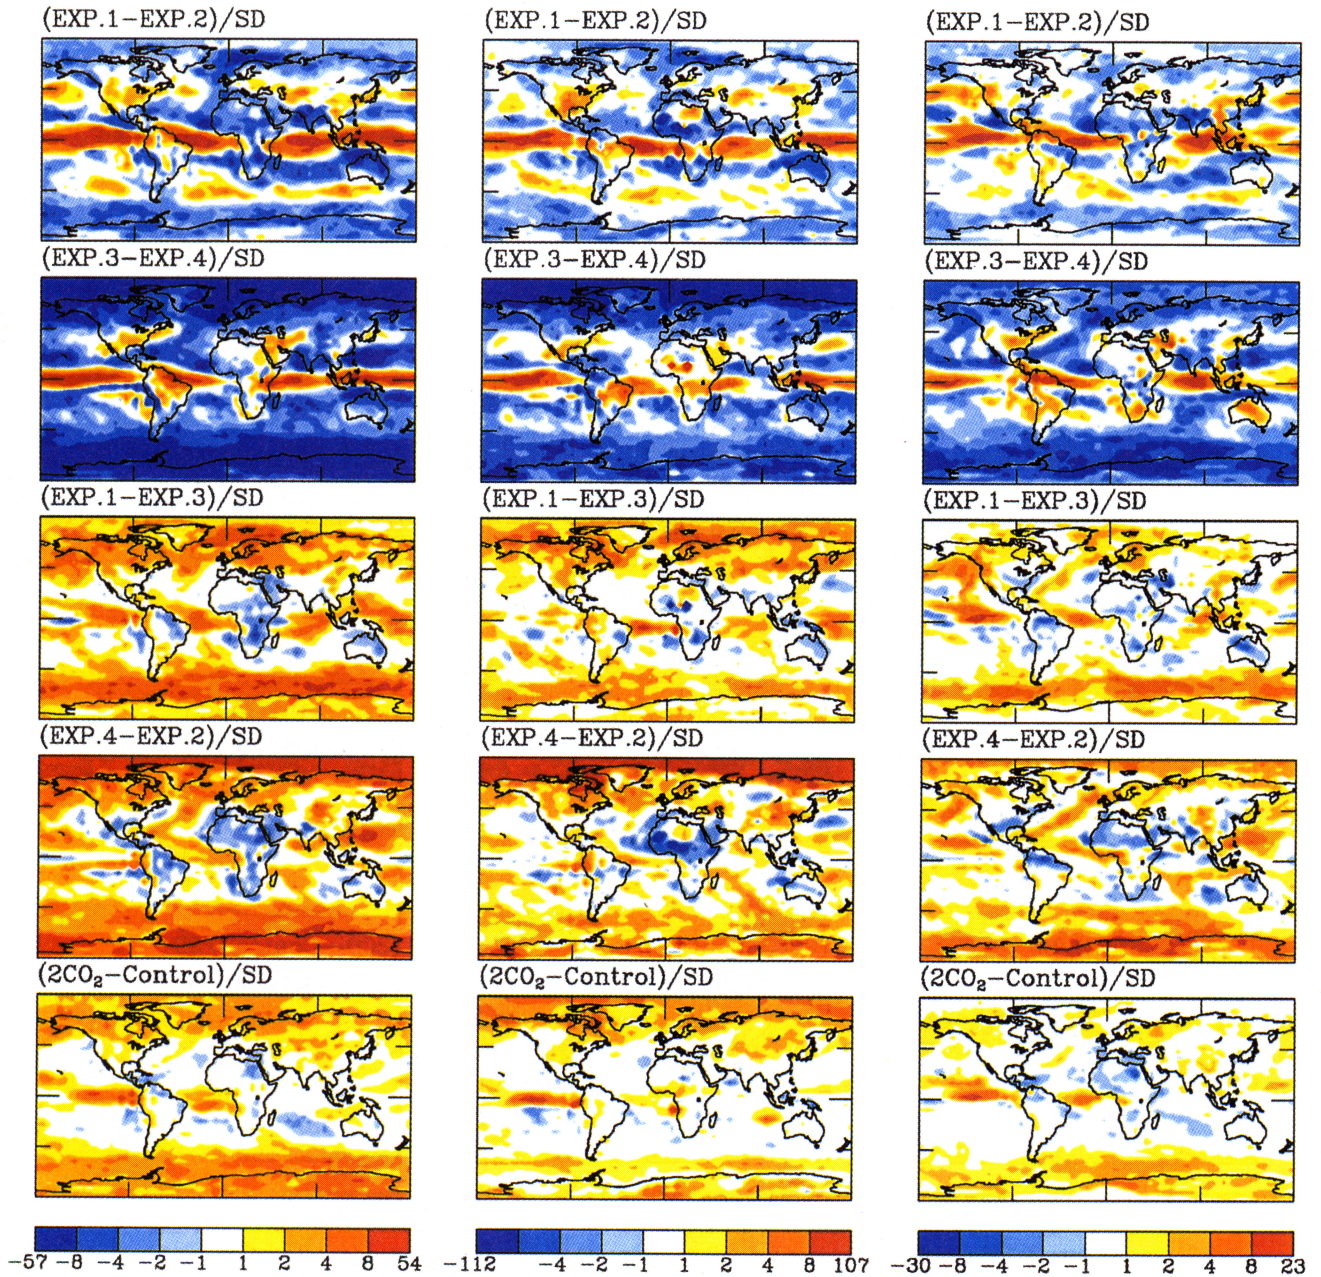 (EXP.1−EXP.2)/SD (EXP.1−EXP.2)/SD (EXP.1−EXP.2)/SD
(EXP.3−EXP.4)/SD (EXP.3−EXP.4)/SD (EXP.3−EXP.4)/SD
(EXP.1−EXP.3)/SD (EXP.1−EXP.3)/SD (EXP.1−EXP.3)/SD
(EXP.4−EXP.2)/SD (EXP.4−EXP.2)/SD (EXP.4−EXP.2)/SD
(2CO₂−Control)/SD (2CO₂−Control)/SD (2CO₂−Control)/SD
−57 −8 −4 −2 −1 1 2 4 8 54 −112 −4 −2 −1 1 2 4 8 107 −30 −8 −4 −2 −1 1 2 4 8 23